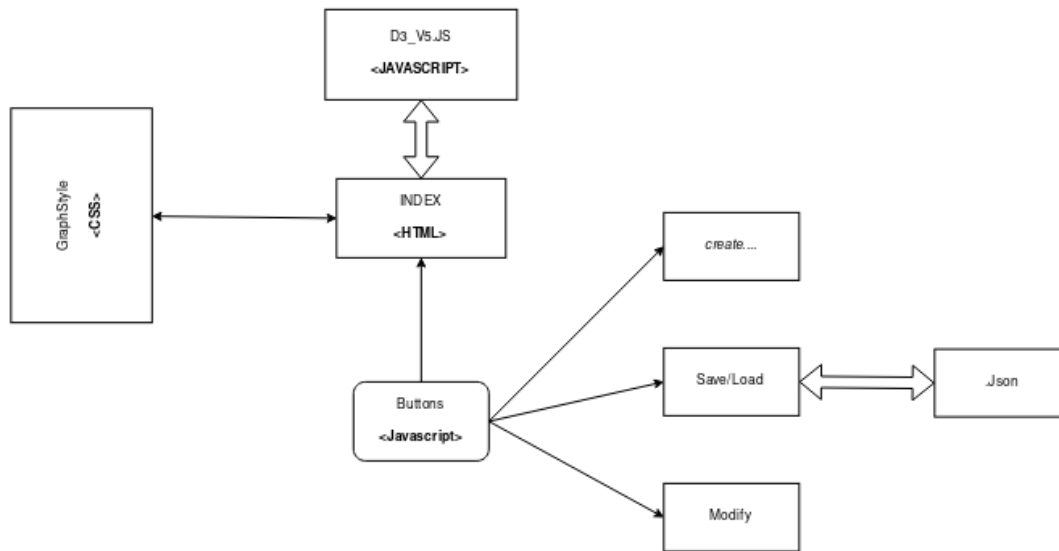 D3_V5.JS
<JAVASCRIPT>
GraphStyle
<CSS>
INDEX
<HTML>
create....
Save/Load
.Json
Buttons
<Javascript>
Modify